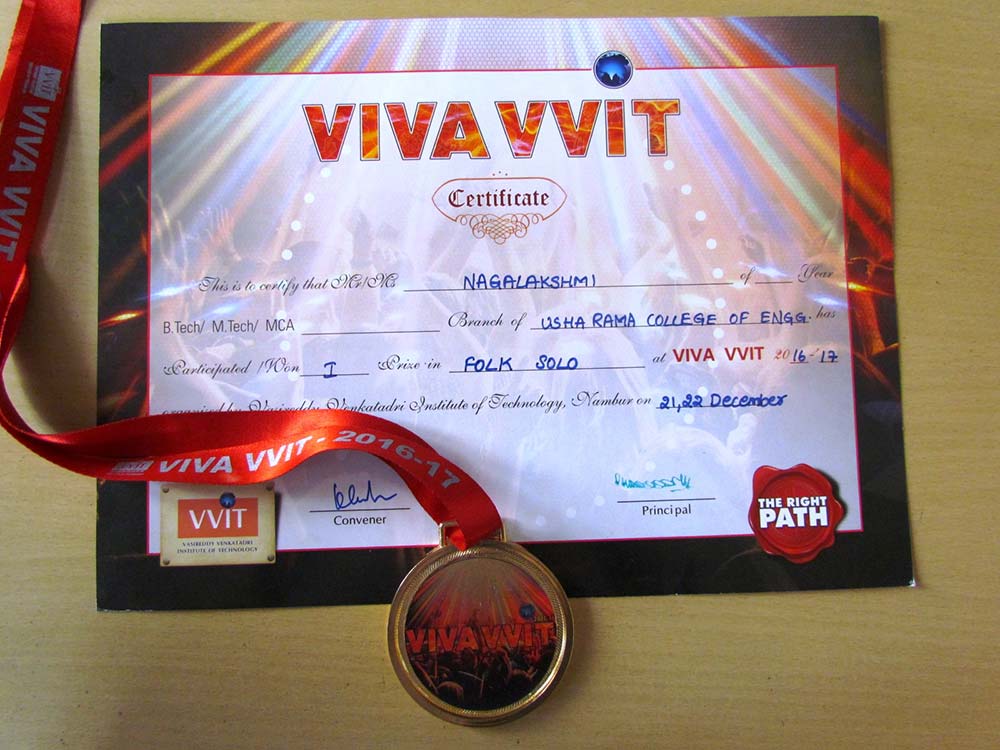 VIVA VVIT
Certificate
This is to certify that Mr/Ms NAGALAKSHMI of Year
B.Tech/ M.Tech/ MCA Branch of USHA RAMA COLLEGE OF ENGG. has
Participated /Won I Prize in FOLK SOLO at VIVA VVIT 2016-'17
organized by Vasireddy Venkatadri Institute of Technology, Nambur on 21,22 December
VVIT VIVA VVIT
VIVA VVIT - 2016-17
Convener
Principal
VVIT
VASIREDDY VENKATADRI
INSTITUTE OF TECHNOLOGY
THE RIGHT
PATH
VIVA VVIT